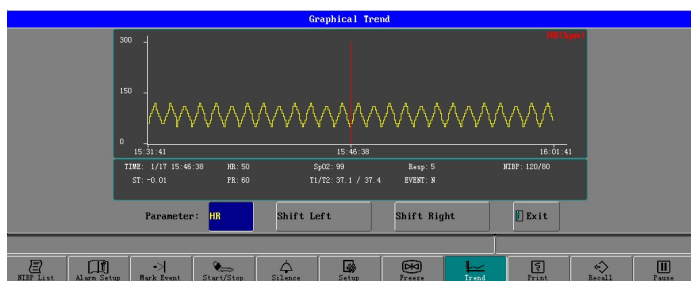 Graphical Trend
HR(bpm)
300
150
0
15:31:41 15:46:38 16:01:41
TIME: 1/17 15:46:38 HR: 50 SpO2: 99 Resp: 5 NIBP: 120/80
ST: -0.01 PR: 60 T1/T2: 37.1 / 37.4 EVENT: N
Parameter: HR Shift Left Shift Right Exit
NIBP List Alarm Setup Mark Event Start/Stop Silence Setup Freeze Trend Print Recall Pause